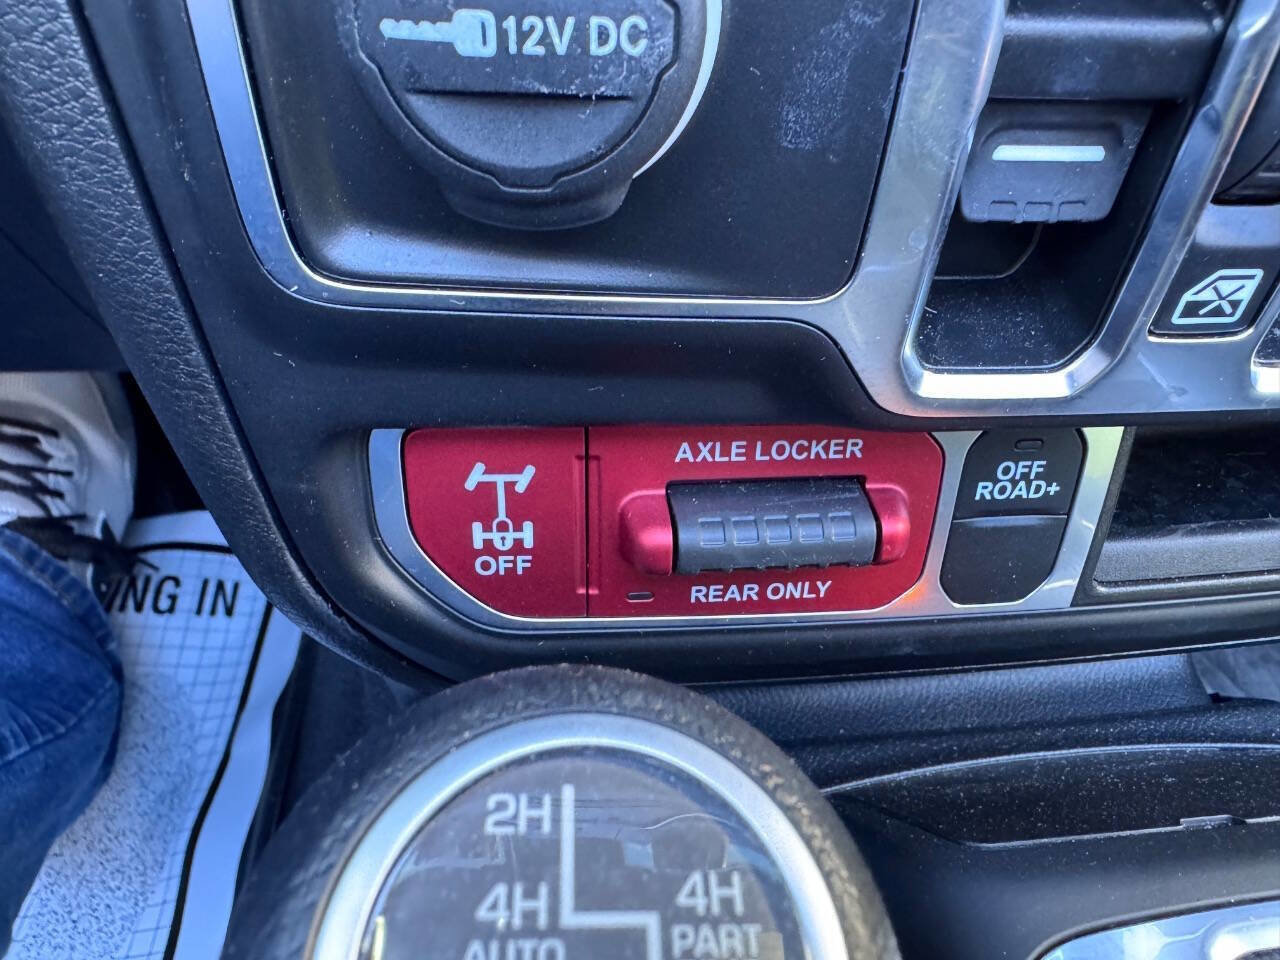 12V DC
AXLE LOCKER
OFF
REAR ONLY
OFF
ROAD+
ING IN
2H
4H
AUTO
4H
PART